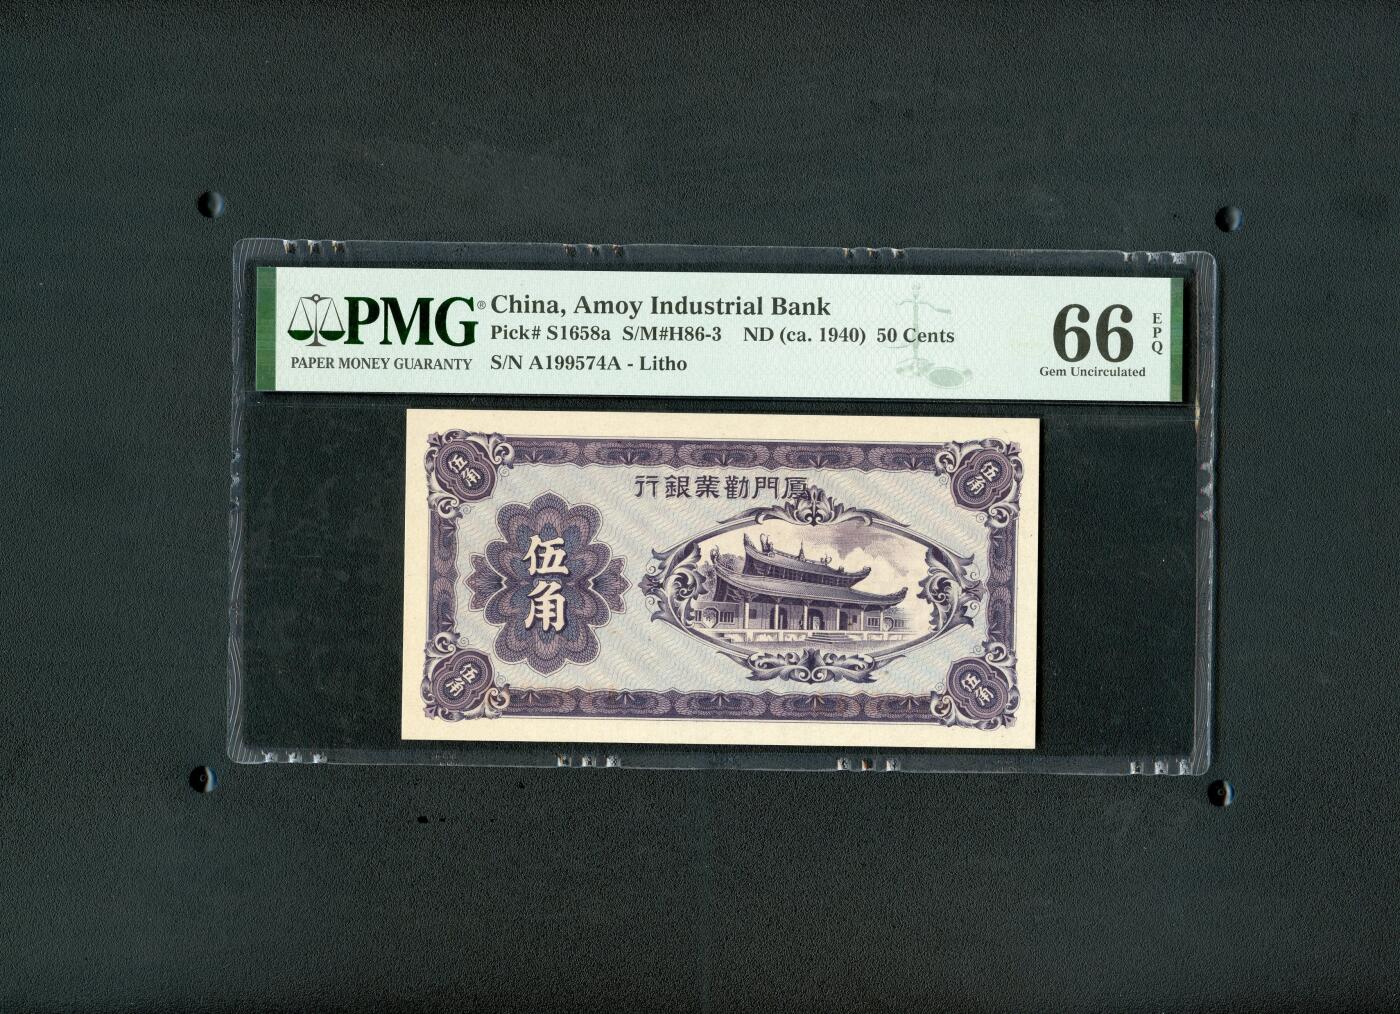 PMG® China, Amoy Industrial Bank
Pick# S1658a S/M#H86-3 ND (ca. 1940) 50 Cents
PAPER MONEY GUARANTY S/N A199574A - Litho
66 EPQ
Gem Uncirculated
行銀業勸門厦
伍角
伍角
伍角
伍角
伍角